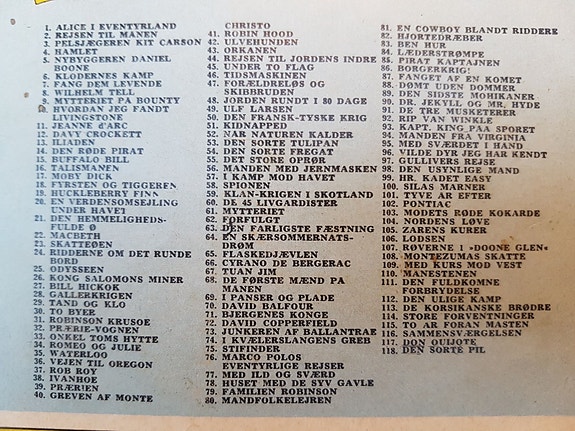 1. ALICE I EVENTYRLAND
2. REJSEN TIL MÅNEN
3. PELSJÆGEREN KIT CARSON
4. HAMLET
5. NYBYGGEREN DANIEL
BOONE
6. KLODERNES KAMP
7. FANG DEM LEVENDE
8. WILHELM TELL
9. MYTTERIET PÅ BOUNTY
10. HVORDAN JEG FANDT
LIVINGSTONE
11. JEANNE d'ARC
12. DAVY CROCKETT
13. ILIADEN
14. DEN RØDE PIRAT
15. BUFFALO BILL
16. TALISMANEN
17. MOBY DICK
18. FYRSTEN OG TIGGEREN
19. HUCKLEBERRY FINN
20. EN VERDENSOMSEJLING
UNDER HAVET
21. DEN HEMMELIGHEDS-
FULDE Ø
22. MACBETH
23. SKATTEØEN
24. RIDDERNE OM DET RUNDE
BORD
25. ODYSSEEN
26. KONG SALOMONS MINER
27. BILL HICKOK
28. GALLERKRIGEN
29. TAND OG KLO
30. TO BYER
31. ROBINSON KRUSOE
32. PRÆRIE-VOGNEN
33. ONKEL TOMS HYTTE
34. ROMEO OG JULIE
35. WATERLOO
36. VEJEN TIL OREGON
37. ROB ROY
38. IVANHOE
39. PRÆRIEN
40. GREVEN AF MONTE
CHRISTO
41. ROBIN HOOD
42. ULVEHUNDEN
43. ORKANEN
44. REJSEN TIL JORDENS INDRE
45. UNDER TO FLAG
46. TIDSMASKINEN
47. FORÆLDRELØS OG
SKIBBRUDEN
48. JORDEN RUNDT I 80 DAGE
49. ULF LARSEN
50. DEN FRANSK-TYSKE KRIG
51. KIDNAPPED
52. NAR NATUREN KALDER
53. DEN SORTE TULIPAN
54. DEN SORTE FREGAT
55. DET STORE OPRØR
56. MANDEN MED JERNMASKEN
57. I KAMP MOD HAVET
58. SPIONEN
59. KLAN-KRIGEN I SKOTLAND
60. DE 45 LIVGARDISTER
61. MYTTERIET
62. FORFULGT
63. DEN FARLIGSTE FÆSTNING
64. EN SKÆRSOMMERNATS-
DRØM
65. FLASKEDJÆVLEN
66. CYRANO DE BERGERAC
67. TUAN JIM
68. DE FØRSTE MÆND PA
MANEN
69. I PANSER OG PLADE
70. DAVID BALFOUR
71. BJERGENES KONGE
72. DAVID COPPERFIELD
73. JUNKEREN AF BALLANTRAE
74. I KVÆLERSLANGENS GREB
75. STIFINDER
76. MARCO POLOS
EVENTYRLIGE REJSER
77. MED ILD OG SVÆRD
78. HUSET MED DE SYV GAVLE
79. FAMILIEN ROBINSON
80. MANDFOLKELEJREN
81. EN COWBOY BLANDT RIDDERE
82. HJORTEDRÆBER
83. BEN HUR
84. LÆDERSTRØMPE
85. PIRAT KAPTAJNEN
86. BORGERKRIG!
87. FANGET AF EN KOMET
88. DØMT UDEN DOMMER
89. DEN SIDSTE MOHIKANER
90. DR. JEKYLL OG MR. HYDE
91. DE TRE MUSKETERER
92. RIP VAN WINKLE
93. KAPT. KING PAA SPORET
94. MANDEN FRA VIRGINIA
95. MED SVÆRDET I HAND
96. VILDE DYR JEG HAR KENDT
97. GULLIVERS REJSE
98. DEN USYNLIGE MAND
99. HR. KADET EASY
100. SILAS MARNER
101. TYVE AR EFTER
102. PONTIAC
103. MODETS RØDE KOKARDE
104. NORDENS LØVE
105. ZARENS KURER
106. LODSEN
107. RØVERNE I »DOONE GLEN«
108. MONTEZUMAS SKATTE
109. MED KURS MOD VEST
110. MANESTENEN
111. DEN FULDKOMNE
FORBRYDELSE
112. DEN ULIGE KAMP
113. DE KORSIKANSKE BRØDRE
114. STORE FORVENTNINGER
115. TO AR FORAN MASTEN
116. SAMMENSVÆRGELSEN
117. DON QUIJOTE
118. DEN SORTE PIL